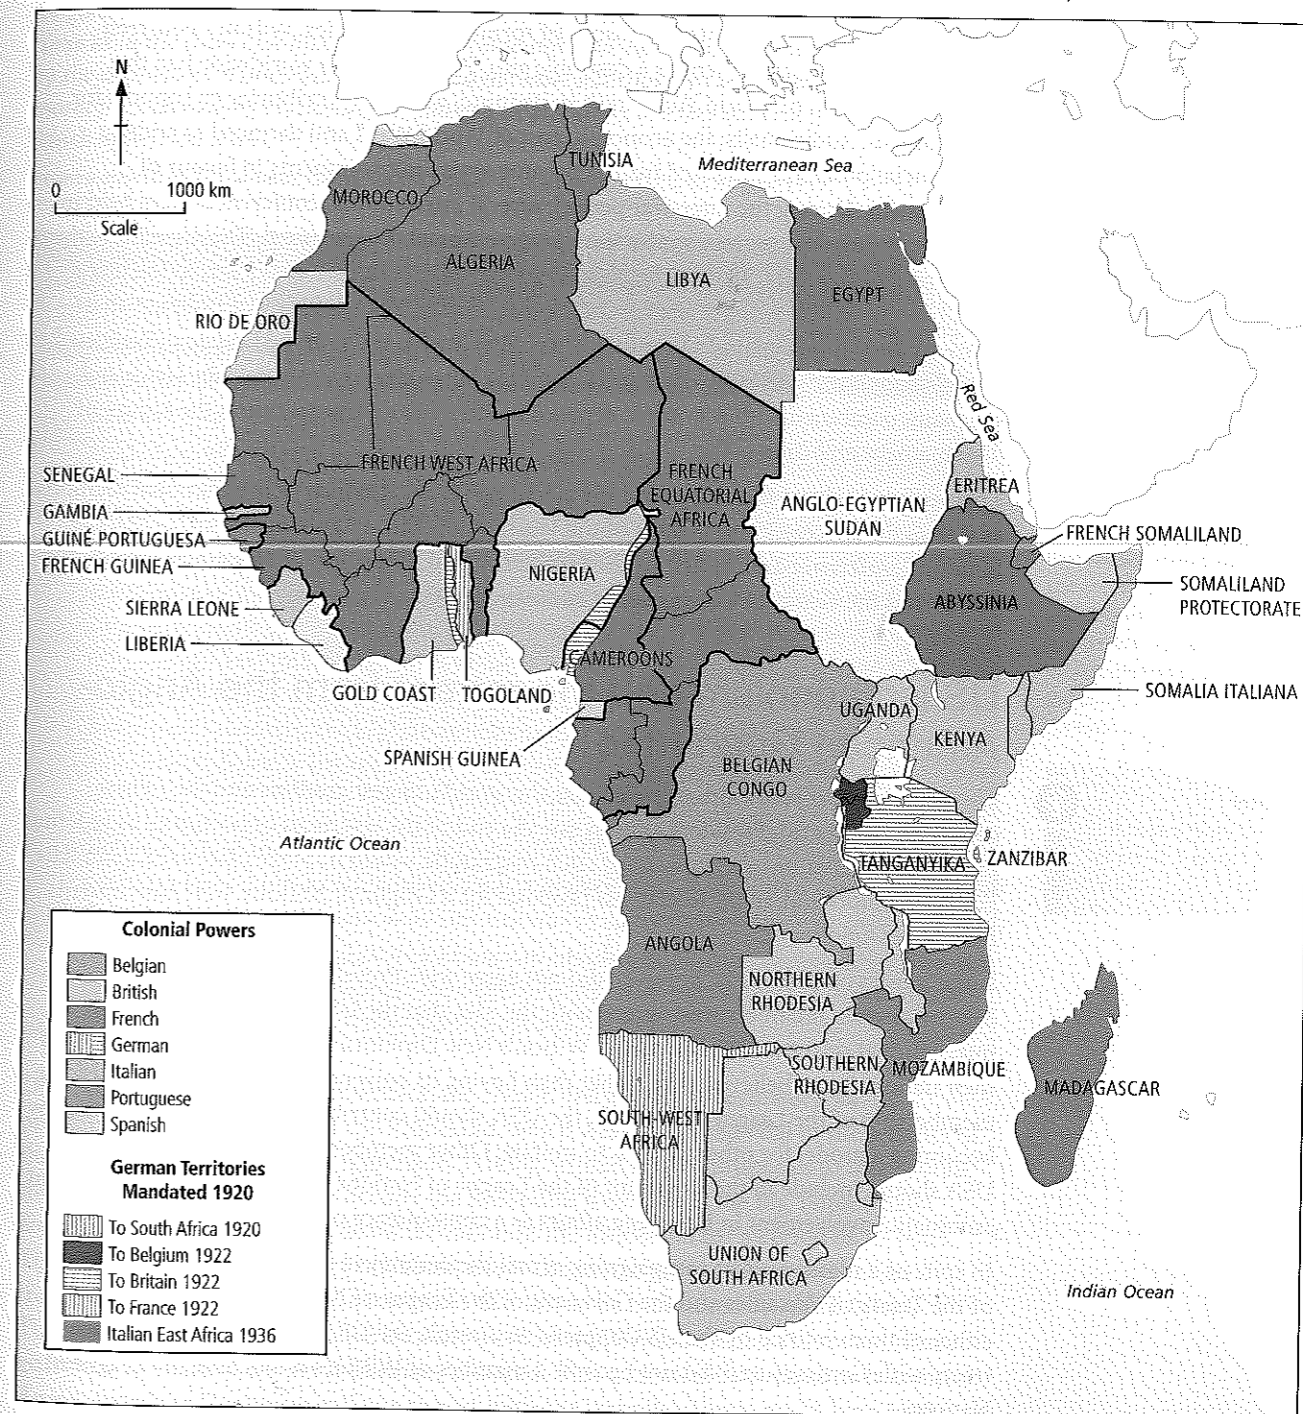 N
0 1000 km
Scale
TUNISIA
Mediterranean Sea
MOROCCO
ALGERIA
LIBYA
EGYPT
RIO DE ORO
Red Sea
SENEGAL
FRENCH WEST AFRICA
FRENCH
EQUATORIAL
AFRICA
ANGLO-EGYPTIAN
SUDAN
ERITREA
GAMBIA
FRENCH SOMALILAND
GUINÉ PORTUGUESA
FRENCH GUINEA
NIGERIA
SOMALILAND
PROTECTORATE
SIERRA LEONE
ABYSSINIA
LIBERIA
CAMEROONS
GOLD COAST
TOGOLAND
SOMALIA ITALIANA
UGANDA
KENYA
SPANISH GUINEA
BELGIAN
CONGO
Atlantic Ocean
TANGANYIKA
ZANZIBAR
ANGOLA
NORTHERN
RHODESIA
SOUTHERN
RHODESIA
MOZAMBIQUE
MADAGASCAR
SOUTH-WEST
AFRICA
UNION OF
SOUTH AFRICA
Indian Ocean
Colonial Powers
Belgian
British
French
German
Italian
Portuguese
Spanish
German Territories
Mandated 1920
To South Africa 1920
To Belgium 1922
To Britain 1922
To France 1922
Italian East Africa 1936